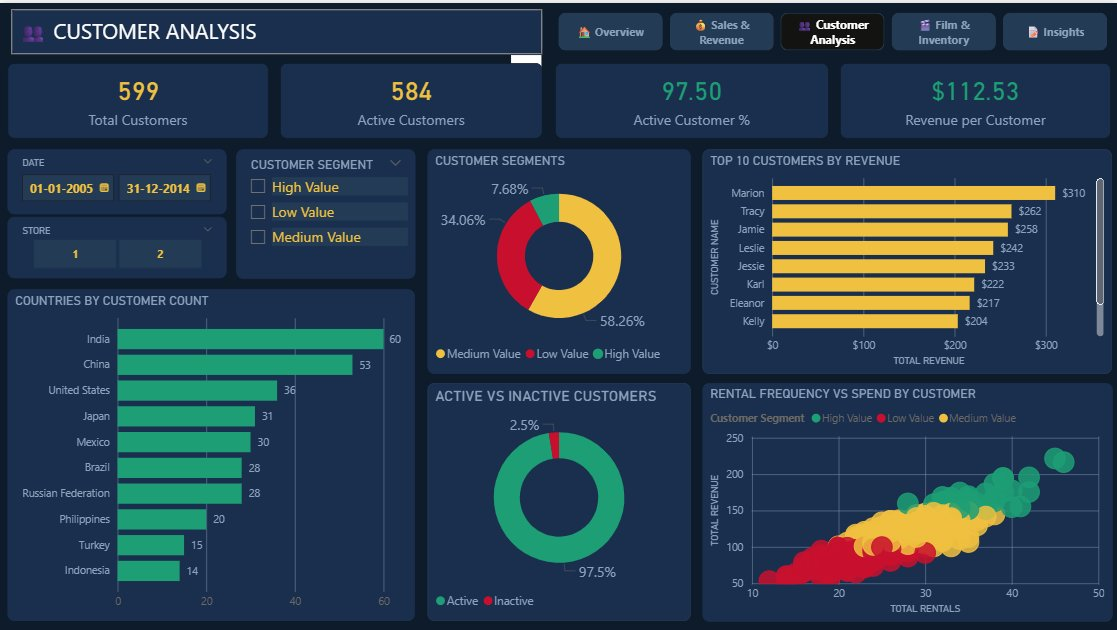 CUSTOMER ANALYSIS
Overview
Sales &
Revenue
Customer
Analysis
Film &
Inventory
Insights
599
Total Customers
584
Active Customers
97.50
Active Customer %
$112.53
Revenue per Customer
DATE
01-01-2005
31-12-2014
STORE
1
2
CUSTOMER SEGMENT
High Value
Low Value
Medium Value
COUNTRIES BY CUSTOMER COUNT
India 60
China 53
United States 36
Japan 31
Mexico 30
Brazil 28
Russian Federation 28
Philippines 20
Turkey 15
Indonesia 14
0 20 40 60
CUSTOMER SEGMENTS
7.68%
34.06%
58.26%
Medium Value Low Value High Value
ACTIVE VS INACTIVE CUSTOMERS
2.5%
97.5%
Active Inactive
TOP 10 CUSTOMERS BY REVENUE
CUSTOMER NAME
Marion $310
Tracy $262
Jamie $258
Leslie $242
Jessie $233
Karl $222
Eleanor $217
Kelly $204
$0 $100 $200 $300
TOTAL REVENUE
RENTAL FREQUENCY VS SPEND BY CUSTOMER
Customer Segment High Value Low Value Medium Value
TOTAL REVENUE
250
200
150
100
50
10 20 30 40 50
TOTAL RENTALS